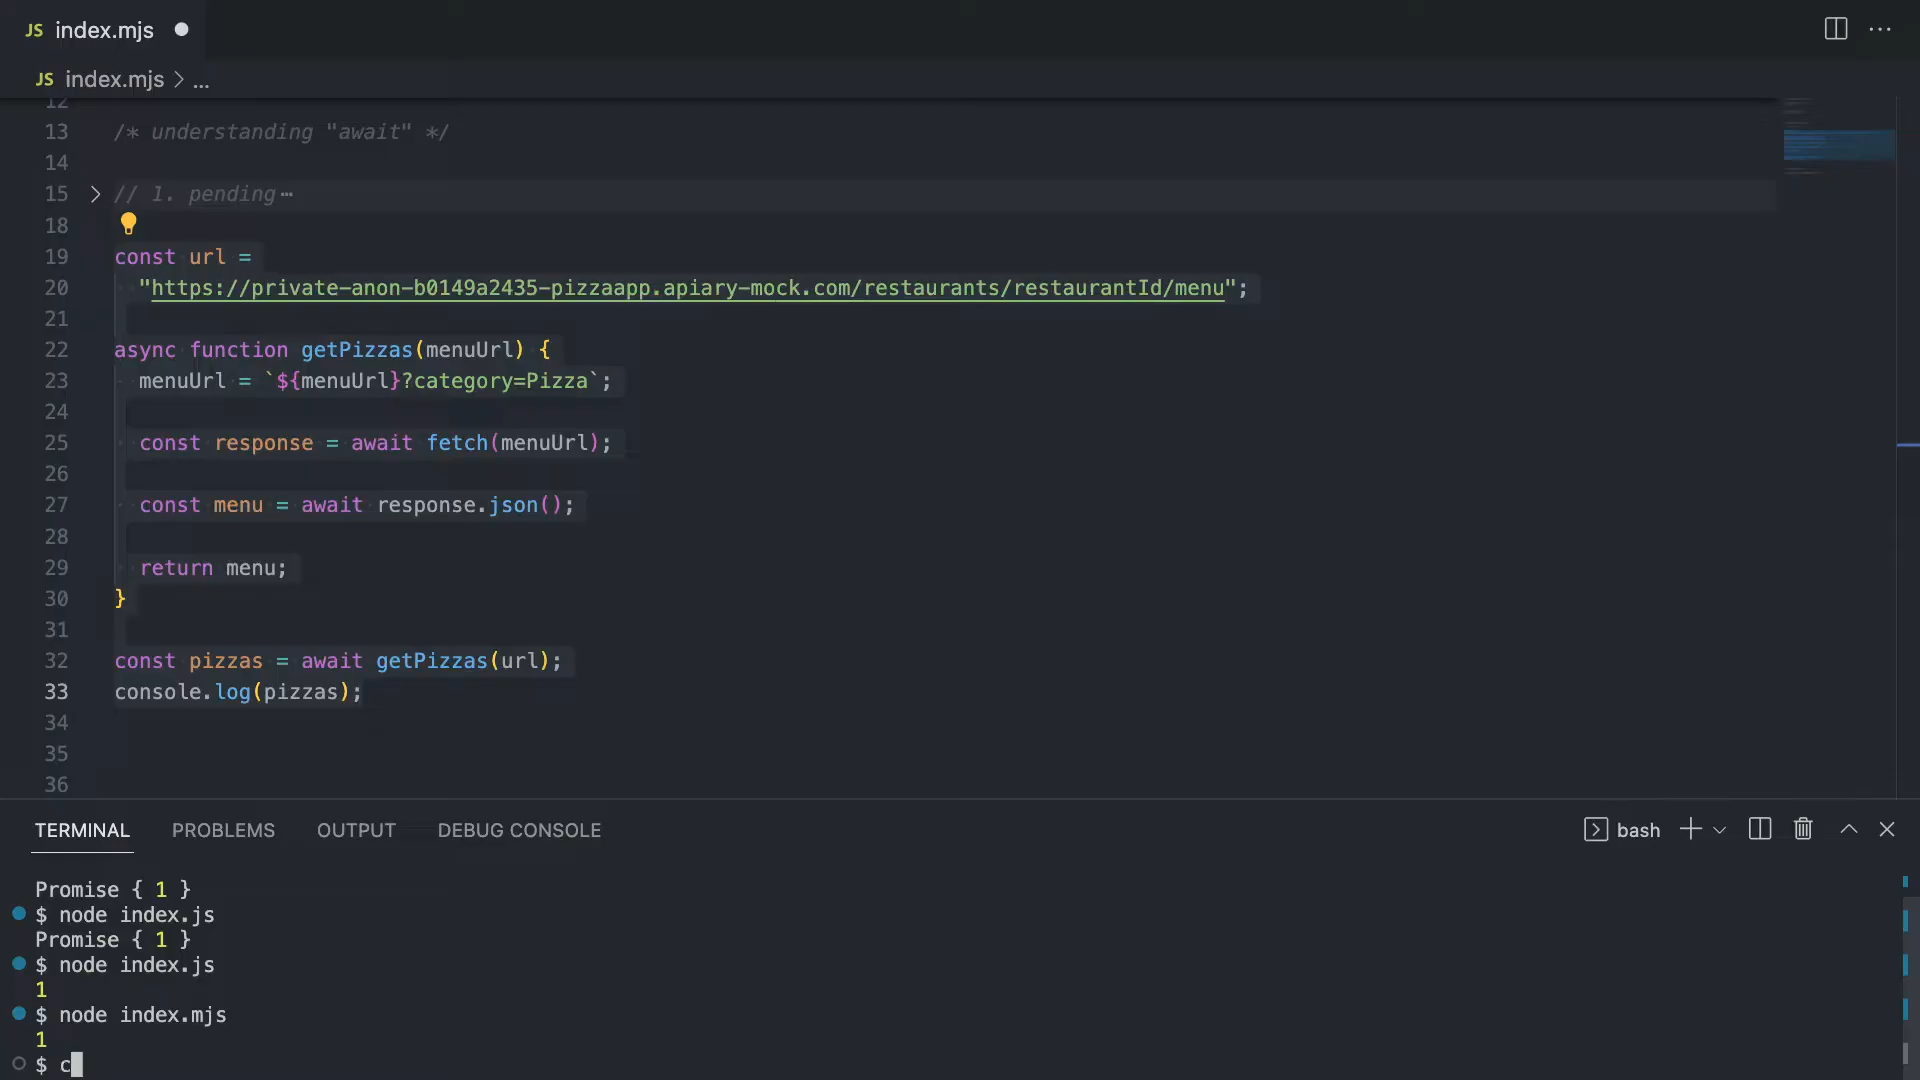 JS index.mjs
JS index.mjs > ...
12
13 /* understanding "await" */
14
15 // 1. pending ⋯
18
19 const url =
20 "https://private-anon-b0149a2435-pizzaapp.apiary-mock.com/restaurants/restaurantId/menu";
21
22 async function getPizzas(menuUrl) {
23 menuUrl = `${menuUrl}?category=Pizza`;
24
25 const response = await fetch(menuUrl);
26
27 const menu = await response.json();
28
29 return menu;
30 }
31
32 const pizzas = await getPizzas(url);
33 console.log(pizzas);
34
35
36
TERMINAL PROBLEMS OUTPUT DEBUG CONSOLE bash
Promise { 1 }
$ node index.js
Promise { 1 }
$ node index.js
1
$ node index.mjs
1
$ c